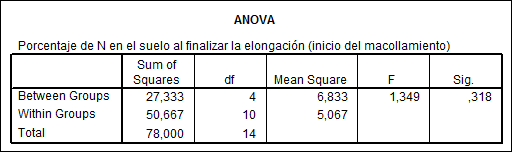 ANOVA
Porcentaje de N en el suelo al finalizar la elongación (inicio del macollamiento)
Sum of Squares df Mean Square F Sig.
Between Groups 27,333 4 6,833 1,349 ,318
Within Groups 50,667 10 5,067
Total 78,000 14